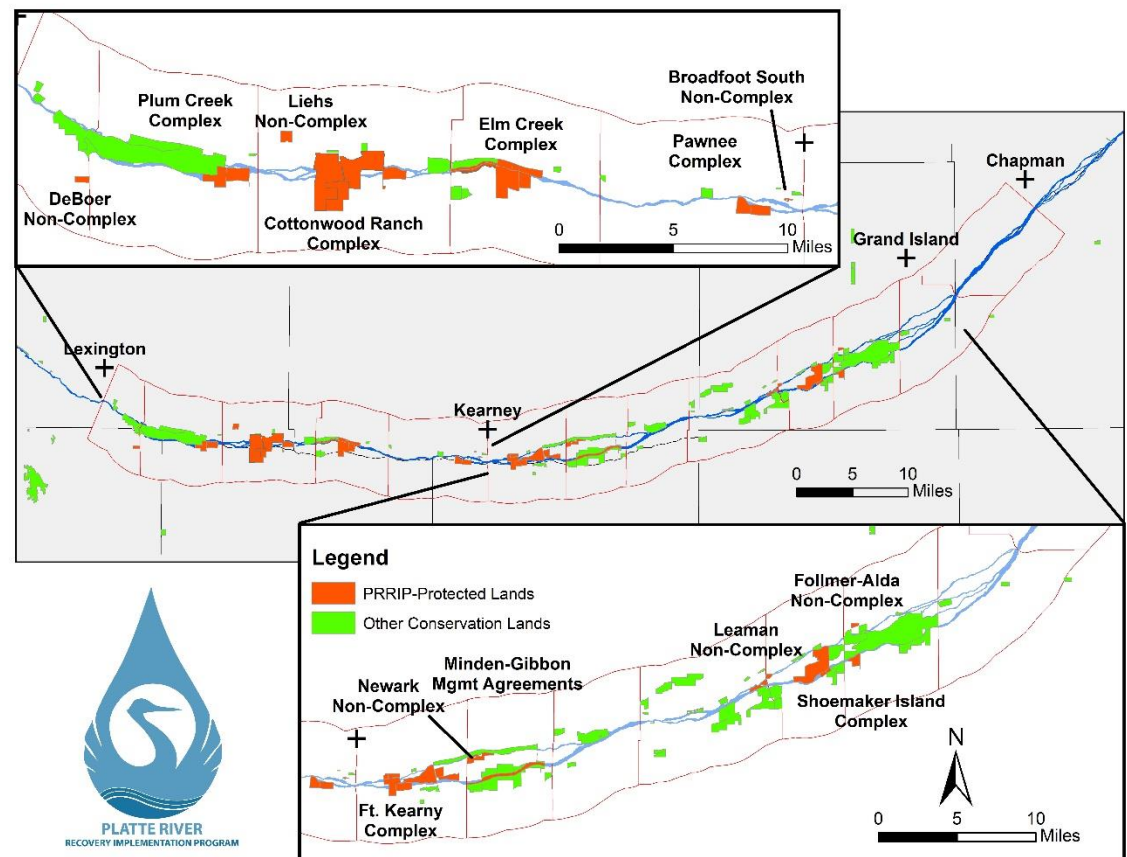 Plum Creek
Complex
Liehs
Non-Complex
Elm Creek
Complex
Broadfoot South
Non-Complex
Pawnee
Complex
DeBoer
Non-Complex
Cottonwood Ranch
Complex
0 5 10
Miles
Chapman
Grand Island
Lexington
Kearney
0 5 10
Miles
Legend
PRRIP-Protected Lands
Other Conservation Lands
Follmer-Alda
Non-Complex
Leaman
Non-Complex
Minden-Gibbon
Mgmt Agreements
Newark
Non-Complex
Shoemaker Island
Complex
Ft. Kearny
Complex
N
0 5 10
Miles
PLATTE RIVER
RECOVERY IMPLEMENTATION PROGRAM